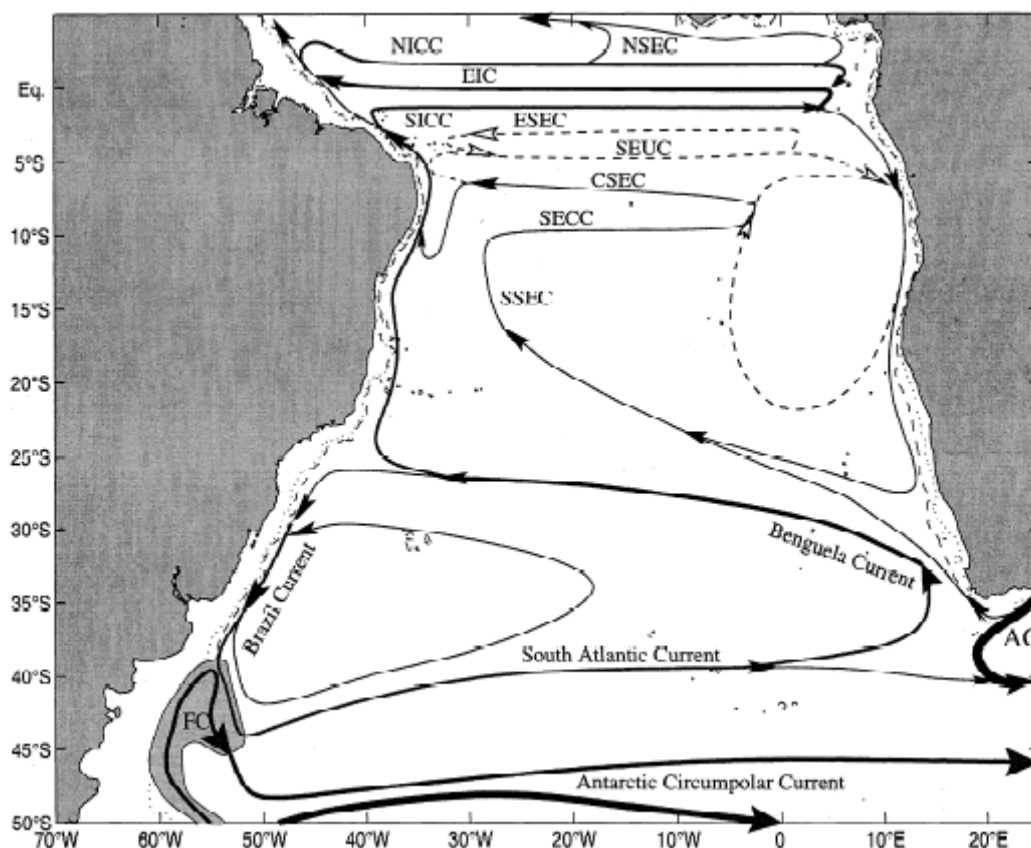 NICC NSEC
Eq. EIC
SICC ESEC
5°S SEUC
CSEC
SECC
10°S
SSEC
15°S
20°S
25°S
30°S
Benguela Current
Brazil Current
35°S
AC
South Atlantic Current
40°S
FC
45°S
Antarctic Circumpolar Current
50°S
70°W 60°W 50°W 40°W 30°W 20°W 10°W 0 10°E 20°E